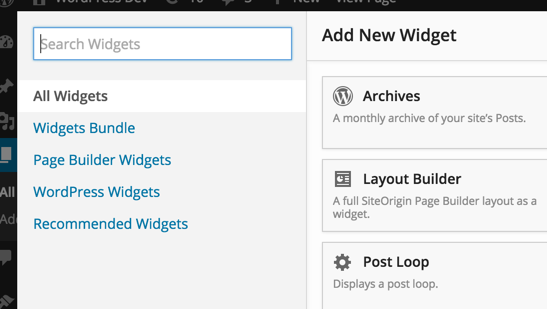 WordPress Dev 10 3 New View Page
Search Widgets
All Widgets
Widgets Bundle
Page Builder Widgets
WordPress Widgets
Recommended Widgets
All
Add
Add New Widget
Archives
A monthly archive of your site's Posts.
Layout Builder
A full SiteOrigin Page Builder layout as a
widget.
Post Loop
Displays a post loop.